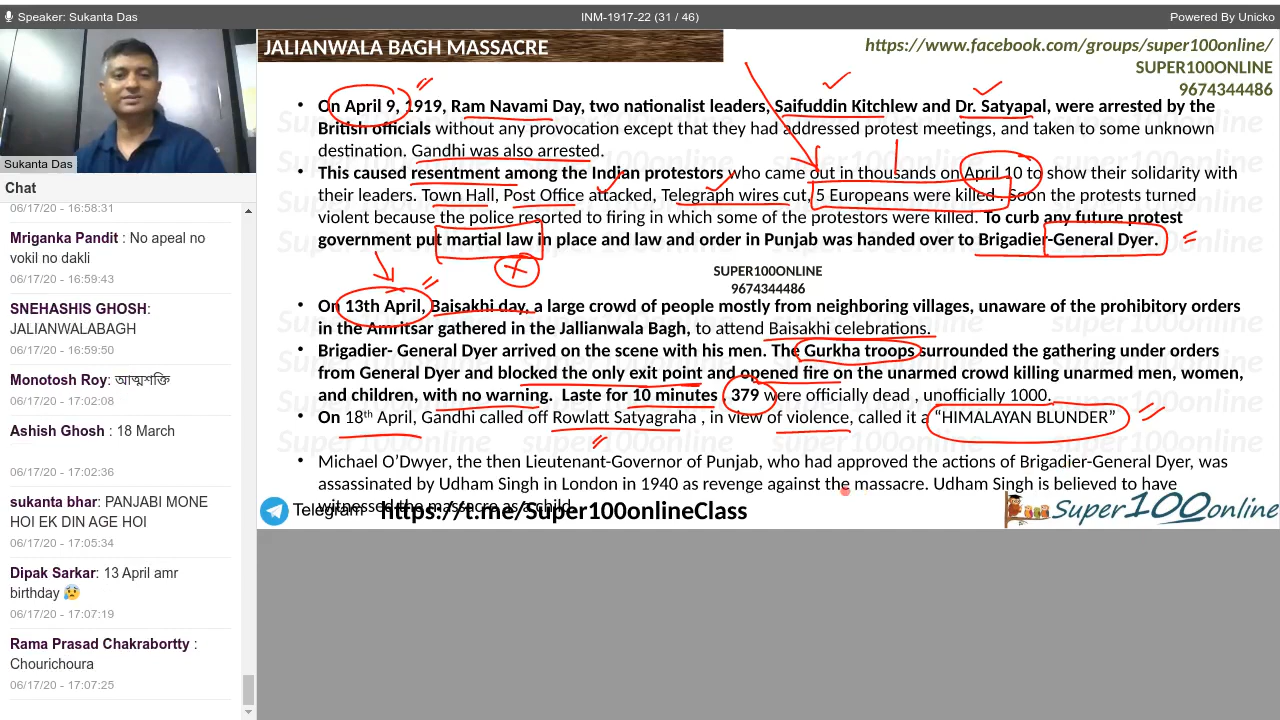 Speaker: Sukanta Das
INM-1917-22 (31 / 46)
Powered By Unicko
Sukanta Das
Chat
06/17/20 - 16:58:31
Mriganka Pandit : No apeal no
vokil no dakli
06/17/20 - 16:59:43
SNEHASHIS GHOSH:
JALIANWALABAGH
06/17/20 - 16:59:50
Monotosh Roy: আত্মশক্তি
06/17/20 - 17:02:08
Ashish Ghosh : 18 March
06/17/20 - 17:02:36
sukanta bhar: PANJABI MONE
HOI EK DIN AGE HOI
06/17/20 - 17:05:34
Dipak Sarkar: 13 April amr
birthday 😰
06/17/20 - 17:07:19
Rama Prasad Chakrabortty :
Chourichoura
06/17/20 - 17:07:25
JALIANWALA BAGH MASSACRE
https://www.facebook.com/groups/super100online/
SUPER100ONLINE
9674344486
• On April 9, 1919, Ram Navami Day, two nationalist leaders, Saifuddin Kitchlew and Dr. Satyapal, were arrested by the
British officials without any provocation except that they had addressed protest meetings, and taken to some unknown
destination. Gandhi was also arrested.
• This caused resentment among the Indian protestors who came out in thousands on April 10 to show their solidarity with
their leaders. Town Hall, Post Office attacked, Telegraph wires cut, 5 Europeans were killed . Soon the protests turned
violent because the police resorted to firing in which some of the protestors were killed. To curb any future protest
government put martial law in place and law and order in Punjab was handed over to Brigadier-General Dyer.
SUPER100ONLINE
9674344486
• On 13th April, Baisakhi day, a large crowd of people mostly from neighboring villages, unaware of the prohibitory orders
in the Amritsar gathered in the Jallianwala Bagh, to attend Baisakhi celebrations.
• Brigadier- General Dyer arrived on the scene with his men. The Gurkha troops surrounded the gathering under orders
from General Dyer and blocked the only exit point and opened fire on the unarmed crowd killing unarmed men, women,
and children, with no warning. Laste for 10 minutes . 379 were officially dead , unofficially 1000.
• On 18th April, Gandhi called off Rowlatt Satyagraha , in view of violence, called it a “HIMALAYAN BLUNDER”
• Michael O’Dwyer, the then Lieutenant-Governor of Punjab, who had approved the actions of Brigadier-General Dyer, was
assassinated by Udham Singh in London in 1940 as revenge against the massacre. Udham Singh is believed to have
witnessed the massacre as a child.
Telegram https://t.me/Super100onlineClass
Super100online